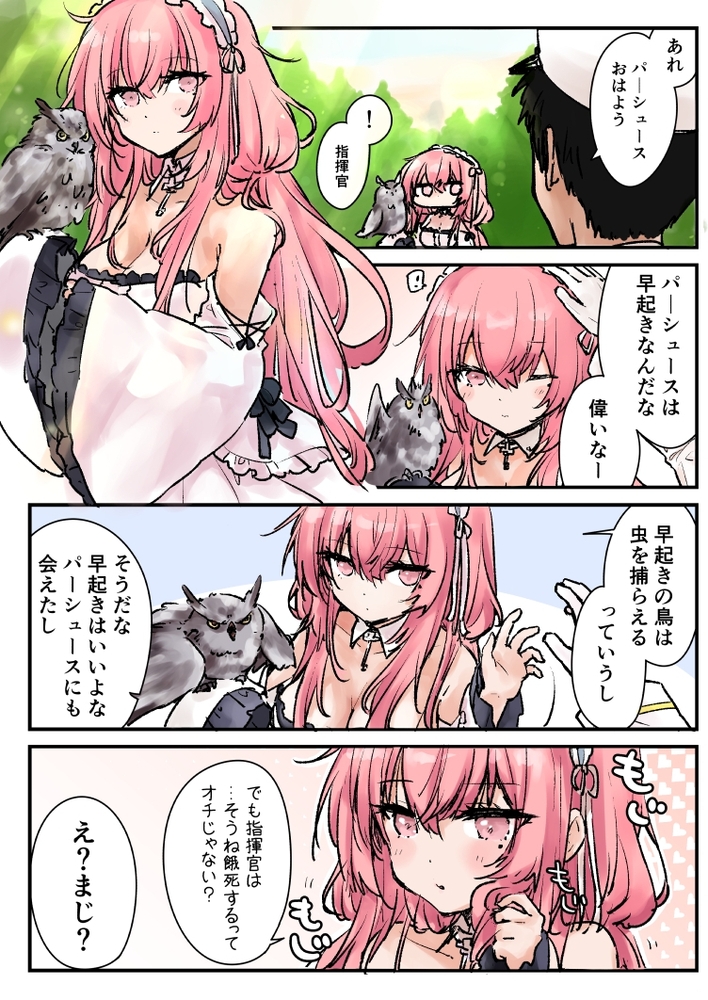 あれ
パーシュース
おはよう
！
指揮官
パーシュースは
早起きなんだな
偉いなー
！
早起きの鳥は
虫を捕らえる
っていうし
そうだな
早起きはいいよな
パーシュースにも
会えたし
もじ
もじ
もじ
でも指揮官は
…そうね餓死するって
オチじゃない？
え？まじ？